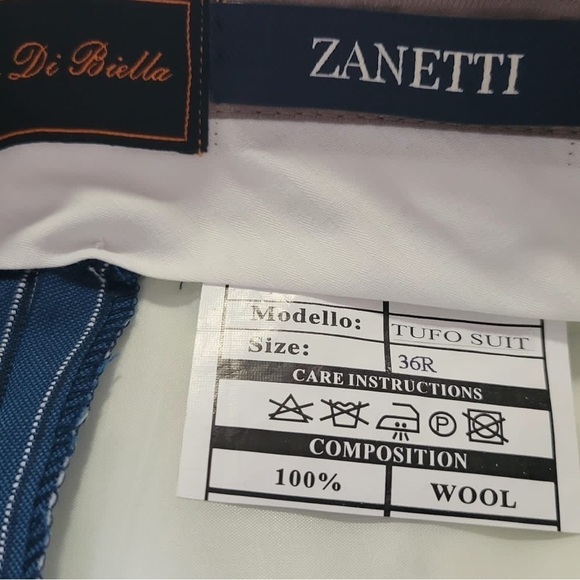 Di Biella
ZANETTI
Modello: TUFO SUIT
Size: 36R
CARE INSTRUCTIONS
P
COMPOSITION
100% WOOL